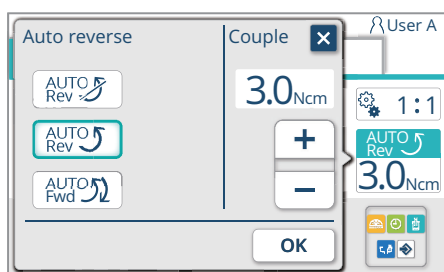 Auto reverse
Couple
User A
AUTO
Rev
3.0Ncm
1:1
AUTO
Rev
+
AUTO
Rev
3.0Ncm
AUTO
Fwd
−
OK